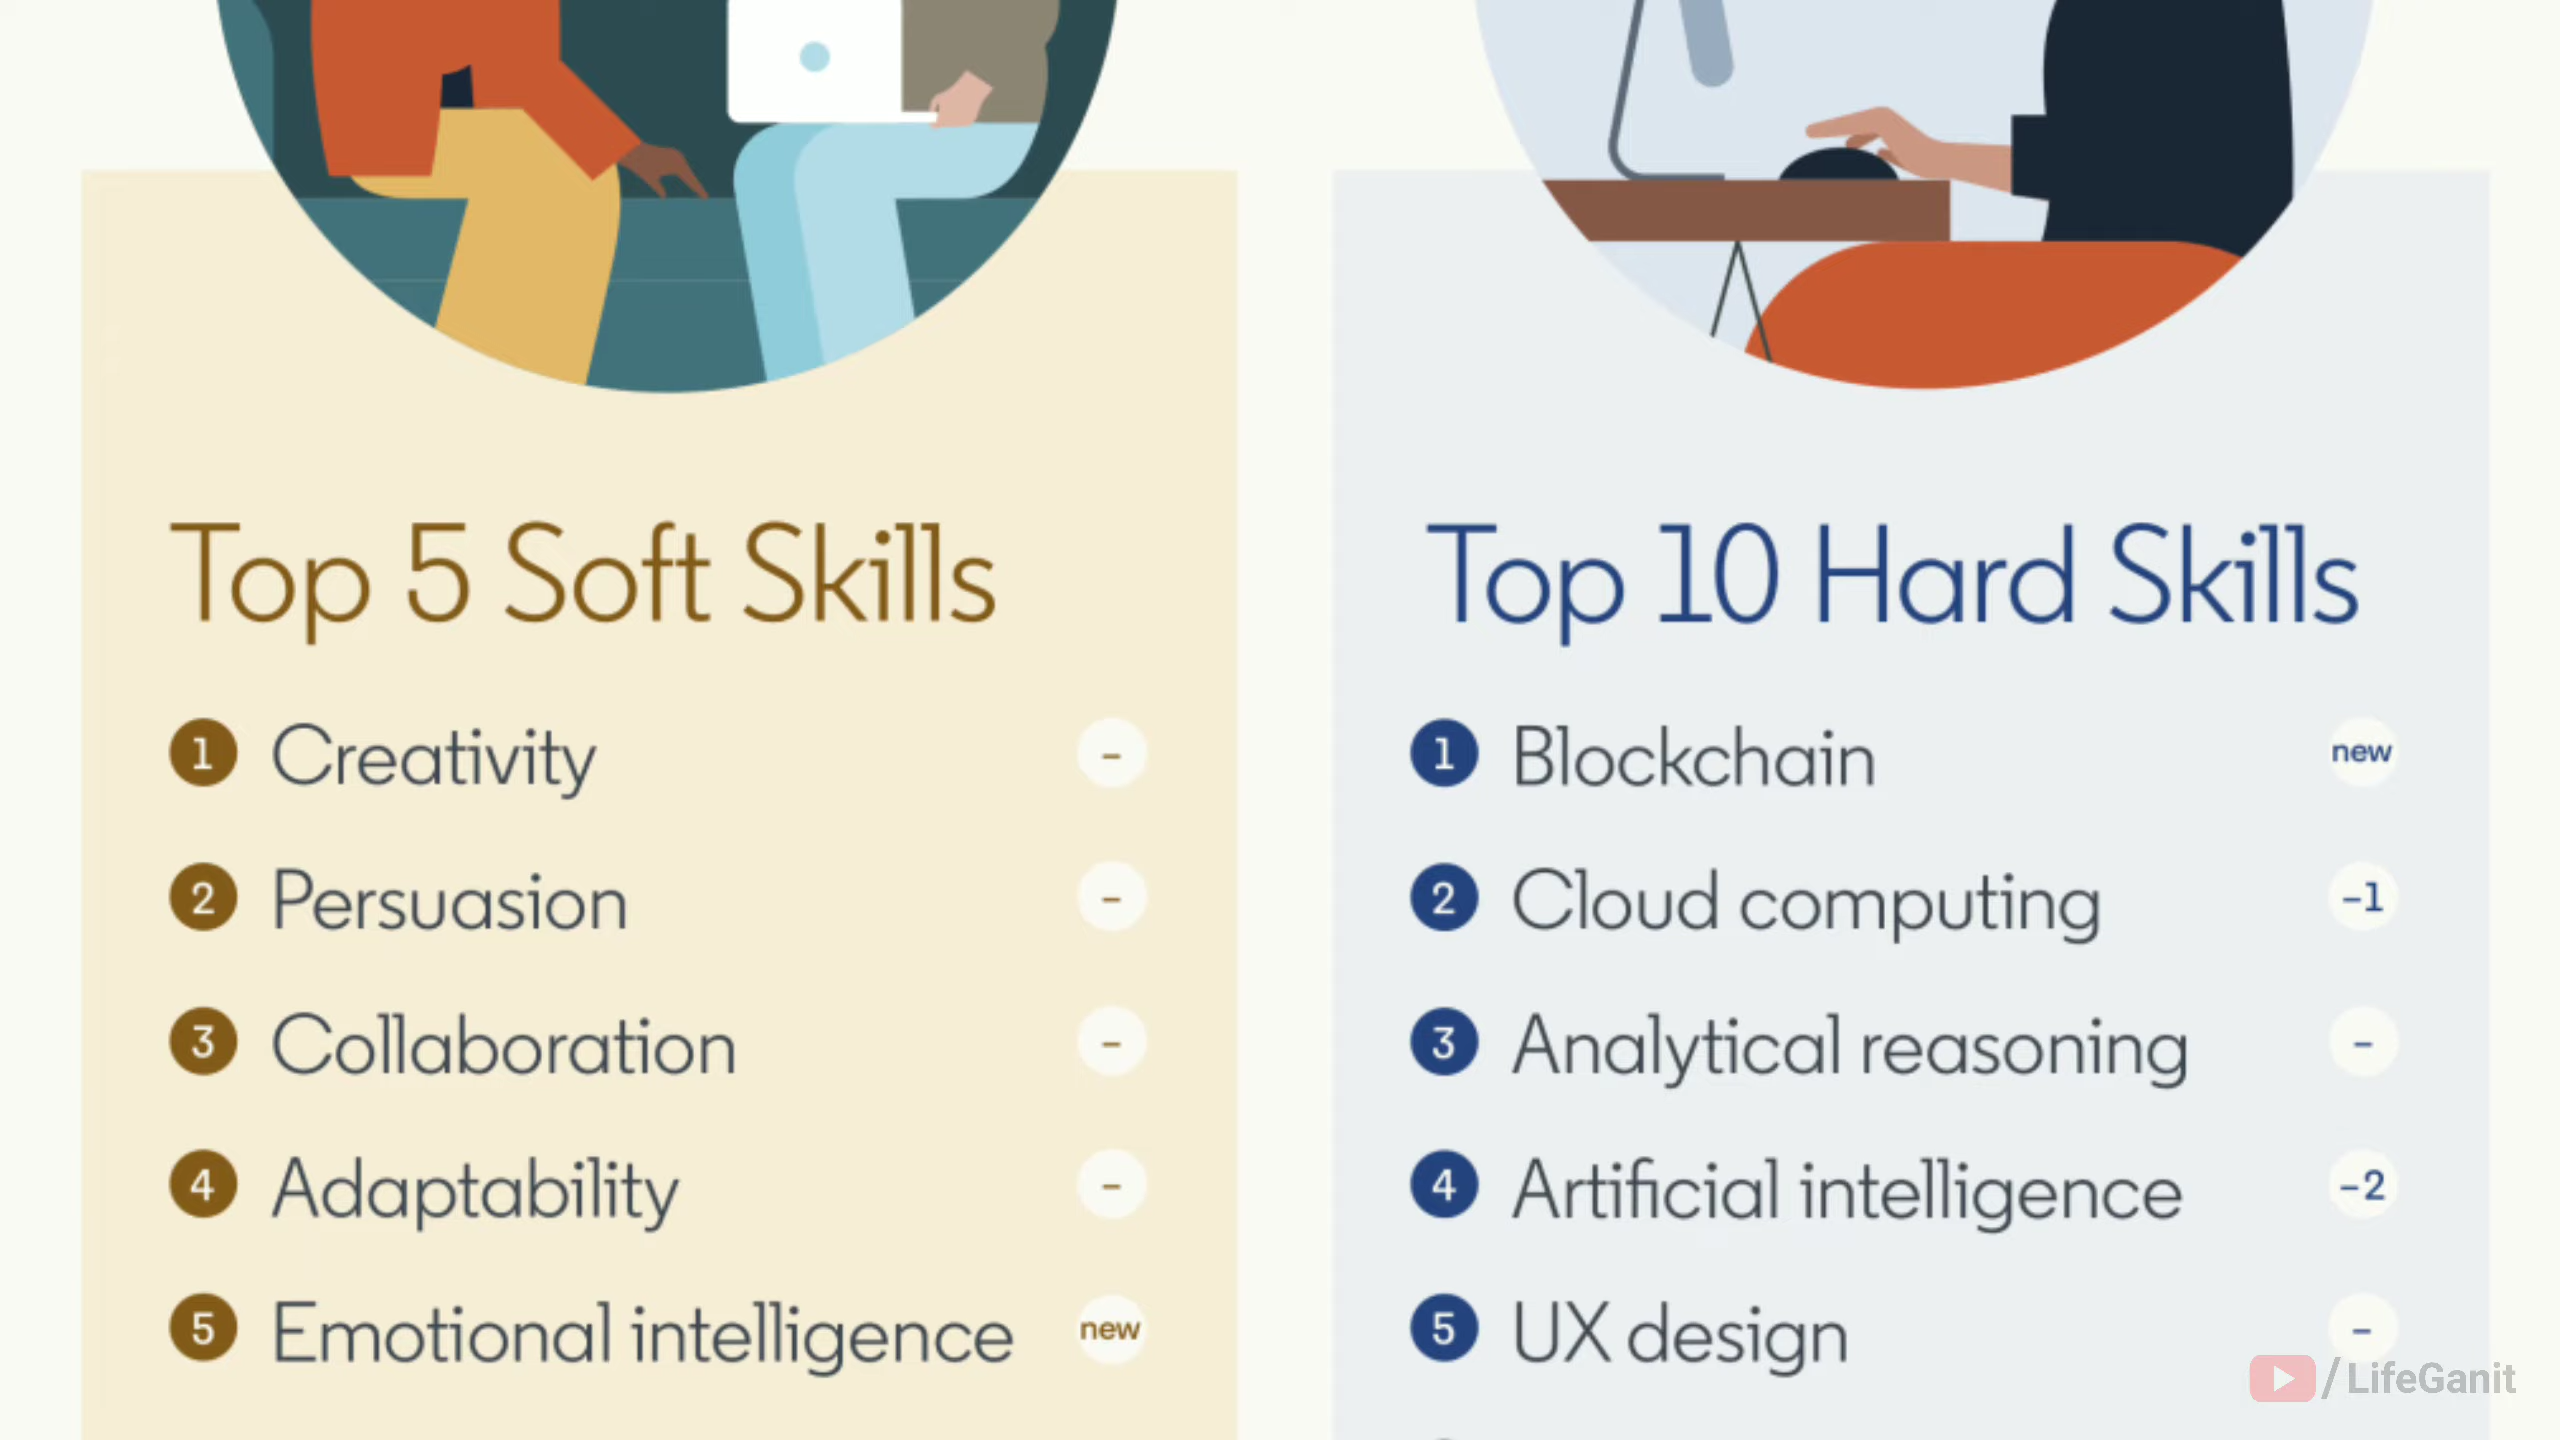 Top 5 Soft Skills
1 Creativity -
2 Persuasion -
3 Collaboration -
4 Adaptability -
5 Emotional intelligence new
Top 10 Hard Skills
1 Blockchain new
2 Cloud computing -1
3 Analytical reasoning -
4 Artificial intelligence -2
5 UX design -
/LifeGanit